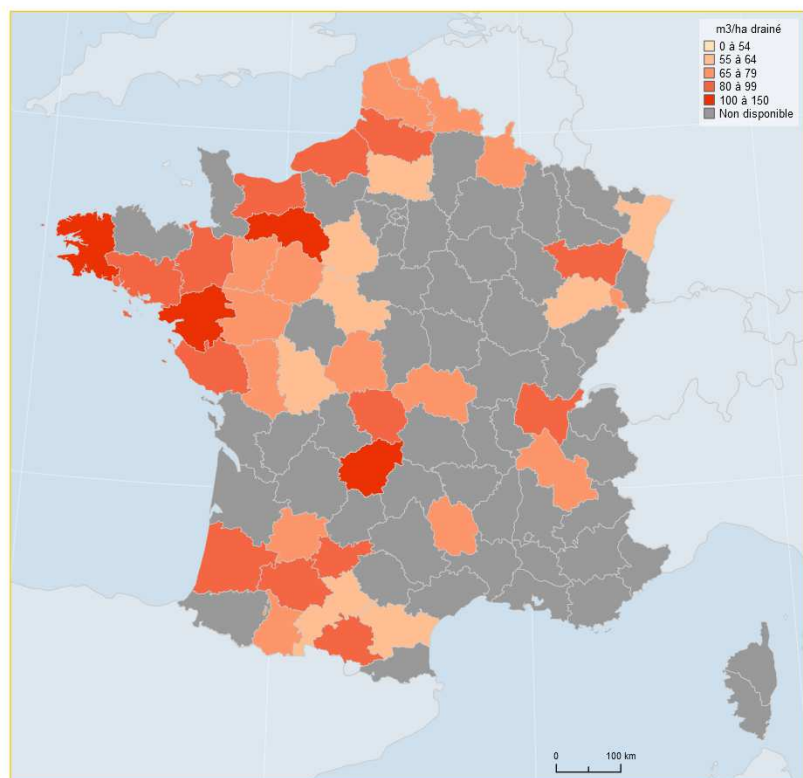 m3/ha drainé
0 à 54
55 à 64
65 à 79
80 à 99
100 à 150
Non disponible
0 100 km